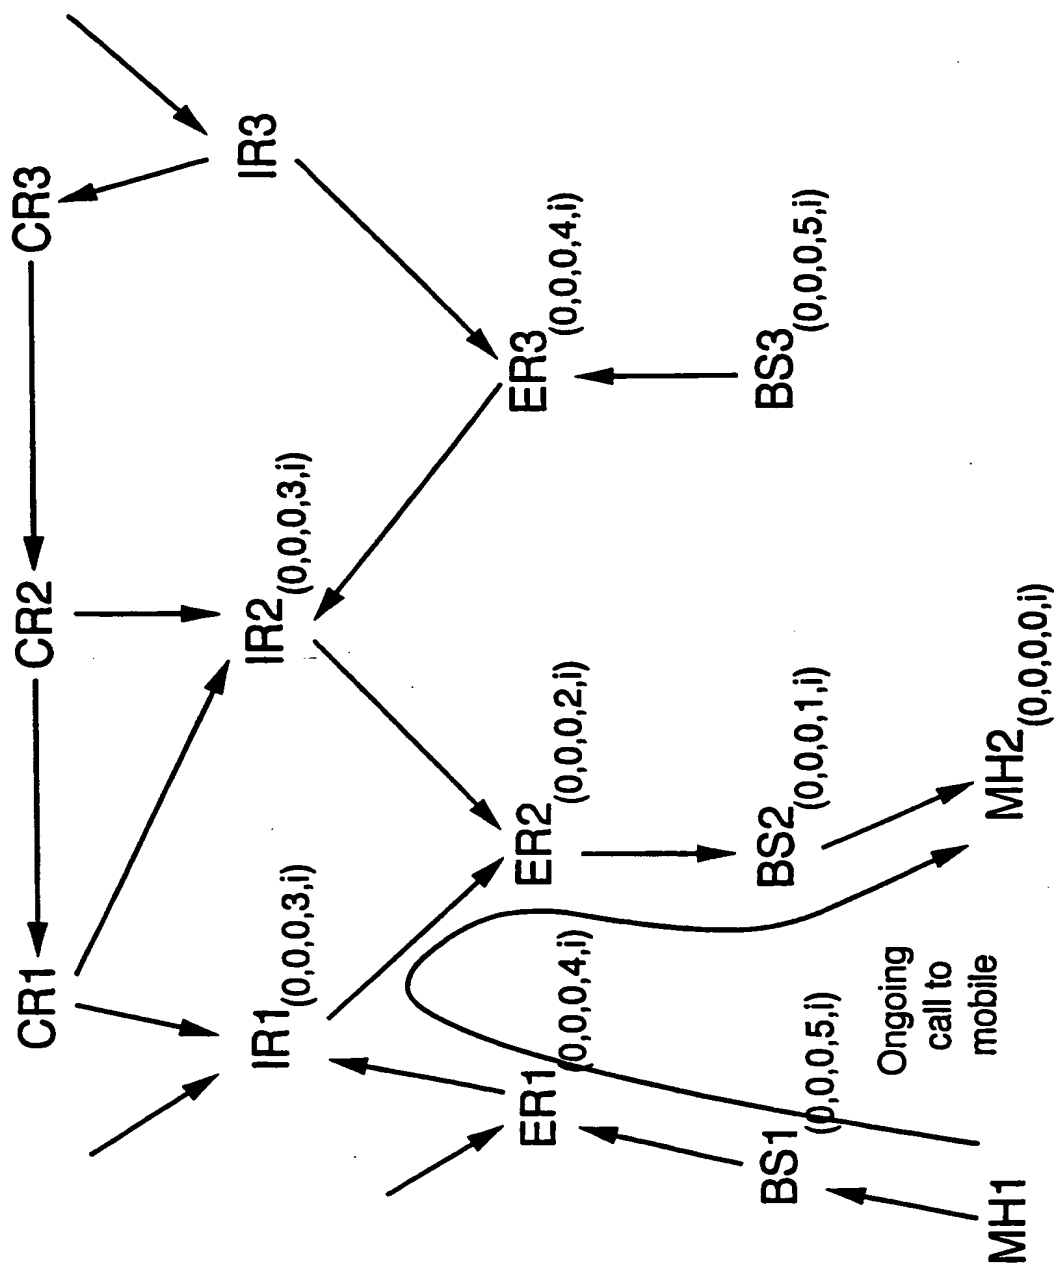 CR1
CR2
CR3
IR1(0,0,0,3,i)
IR2(0,0,0,3,i)
IR3
ER1(0,0,0,4,i)
ER2(0,0,0,2,i)
ER3(0,0,0,4,i)
BS1(0,0,0,5,i)
BS2(0,0,0,1,i)
BS3(0,0,0,5,i)
Ongoing
call to
mobile
MH1
MH2(0,0,0,0,i)